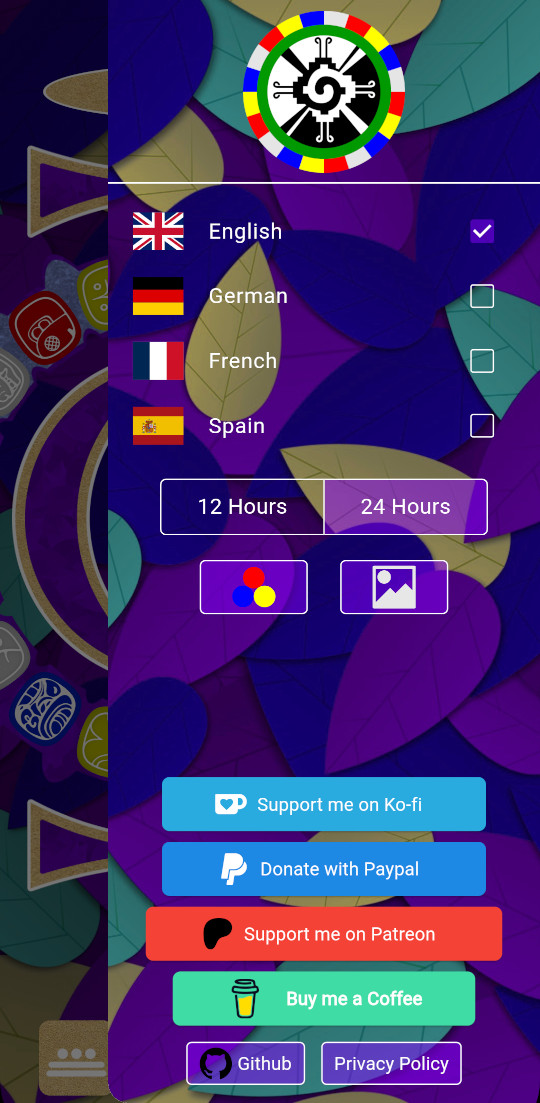 English
German
French
Spain
12 Hours
24 Hours
Support me on Ko-fi
Donate with Paypal
Support me on Patreon
Buy me a Coffee
Github
Privacy Policy